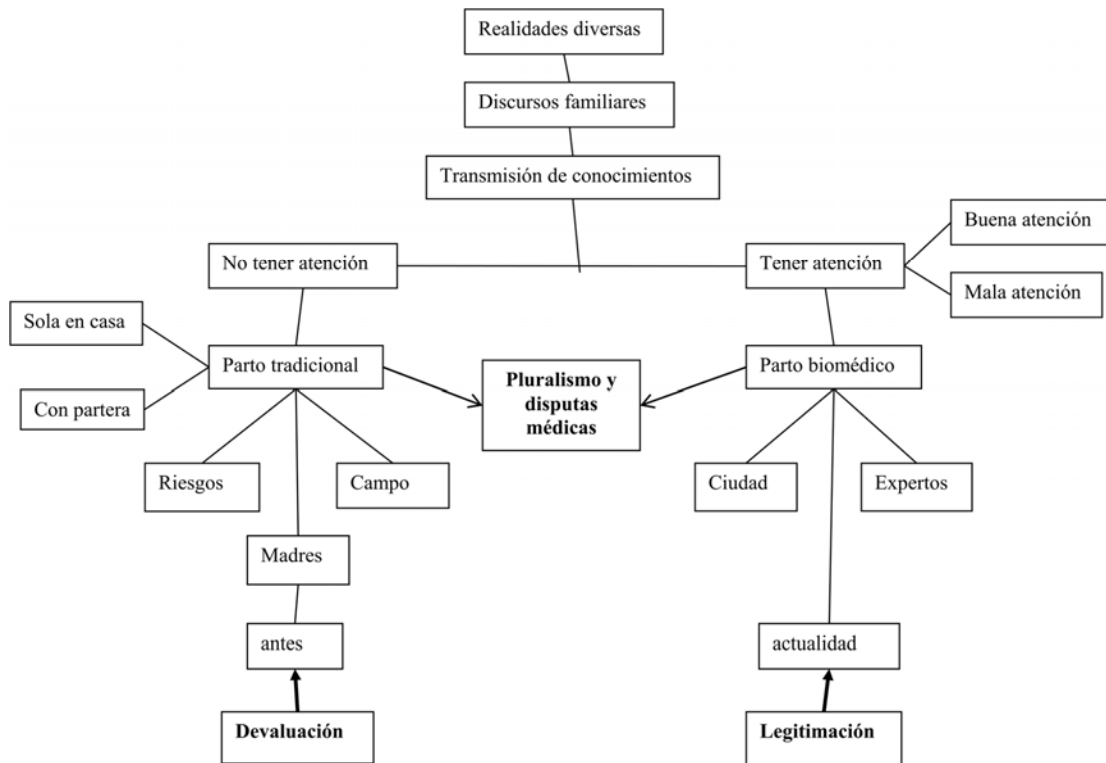 Realidades diversas
Discursos familiares
Transmisión de conocimientos
Buena atención
No tener atención
Tener atención
Mala atención
Sola en casa
Parto tradicional
Pluralismo y
disputas
médicas
Parto biomédico
Con partera
Riesgos
Campo
Ciudad
Expertos
Madres
antes
actualidad
Devaluación
Legitimación